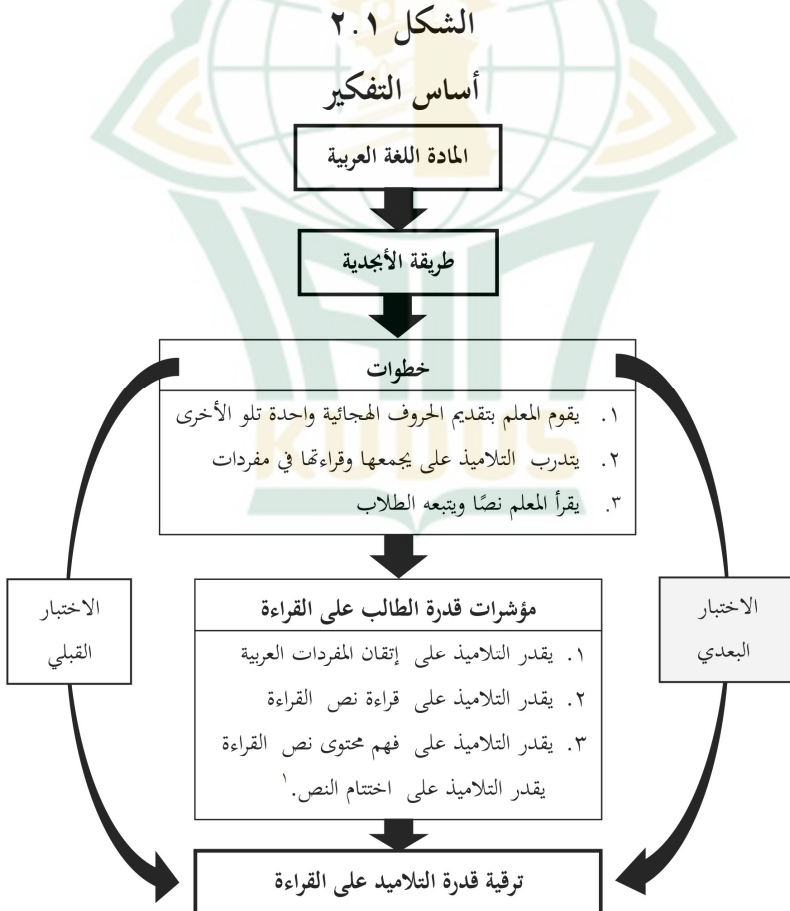 الشكل ٢.١
أساس التفكير
المادة اللغة العربية
طريقة الأبجدية
خطوات
١. يقوم المعلم بتقديم الحروف الهجائية واحدة تلو الأخرى
٢. يتدرب التلاميذ على يجمعها وقراءتها في مفردات
٣. يقرأ المعلم نصًا ويتبعه الطلاب
الاختبار
البعدي
مؤشرات قدرة الطالب على القراءة
١. يقدر التلاميذ على إتقان المفردات العربية
٢. يقدر التلاميذ على قراءة نص القراءة
٣. يقدر التلاميذ على فهم محتوى نص القراءة
يقدر التلاميذ على اختتام النص.١
الاختبار
القبلي
ترقية قدرة التلاميد على القراءة
KUDUS